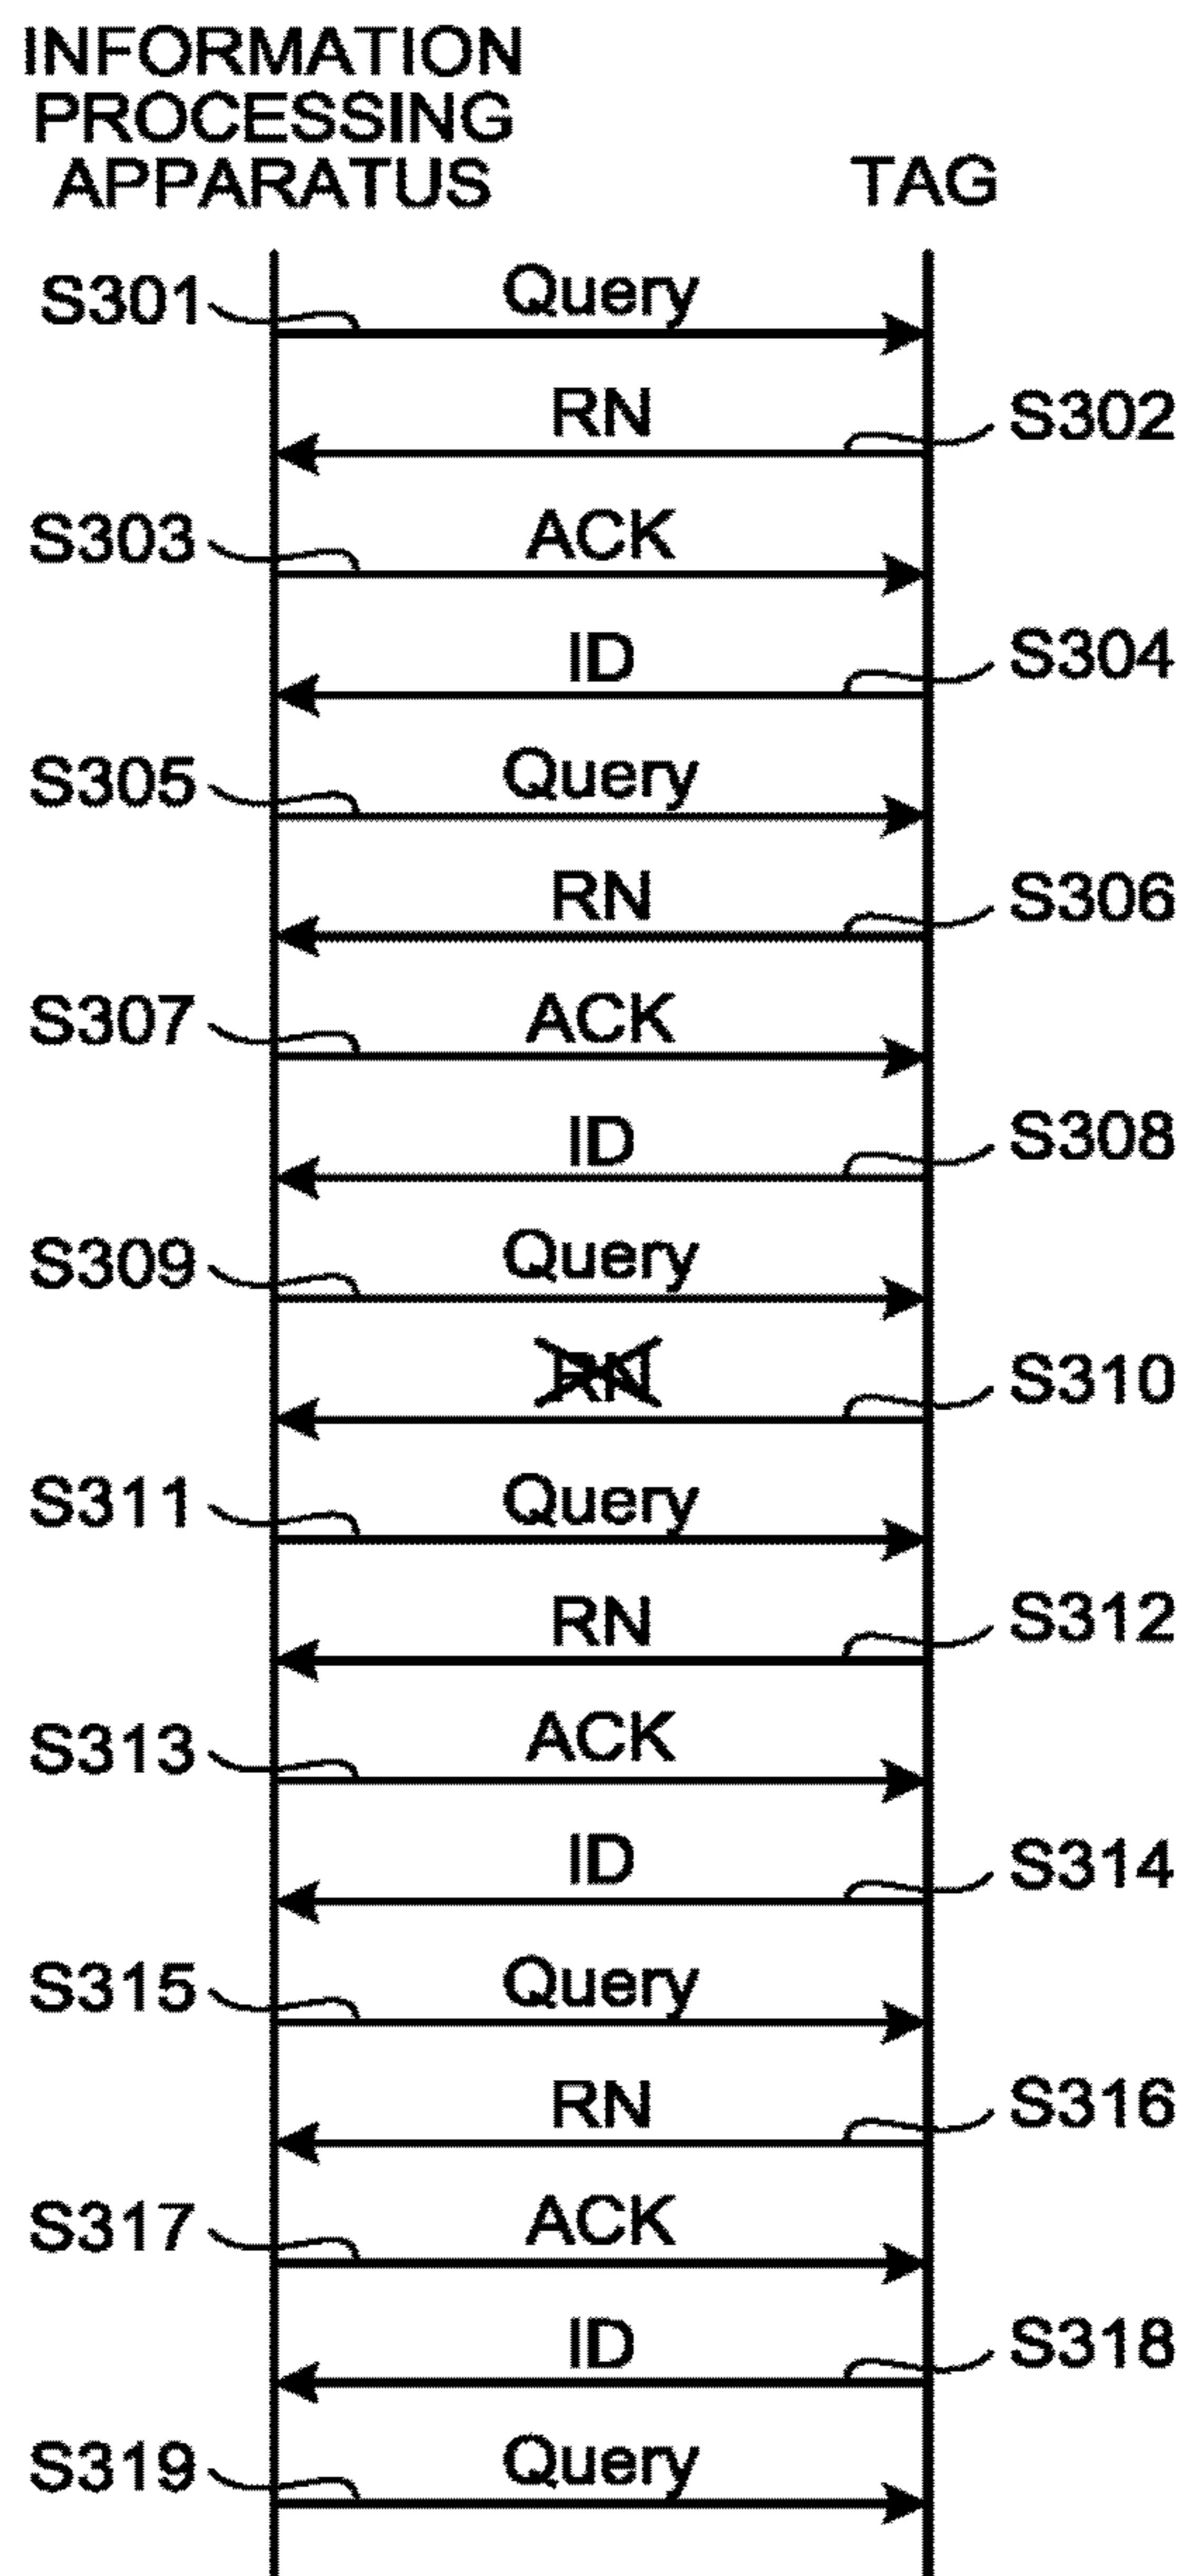 INFORMATION
PROCESSING
APPARATUS
TAG
S301
Query
RN
S302
S303
ACK
ID
S304
S305
Query
RN
S306
S307
ACK
ID
S308
S309
Query
RN
S310
S311
Query
RN
S312
S313
ACK
ID
S314
S315
Query
RN
S316
S317
ACK
ID
S318
S319
Query